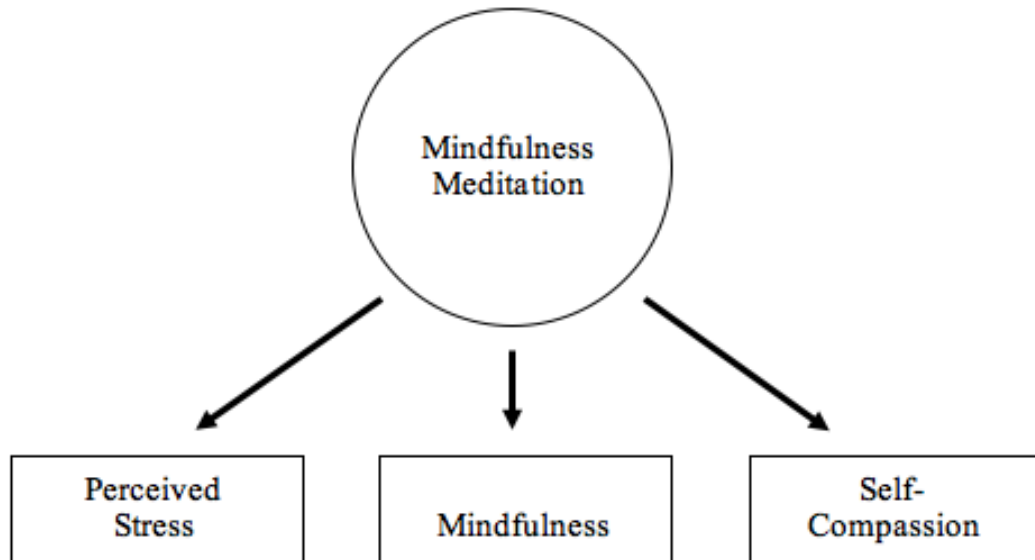 Mindfulness
Meditation
Perceived
Stress
Mindfulness
Self-
Compassion